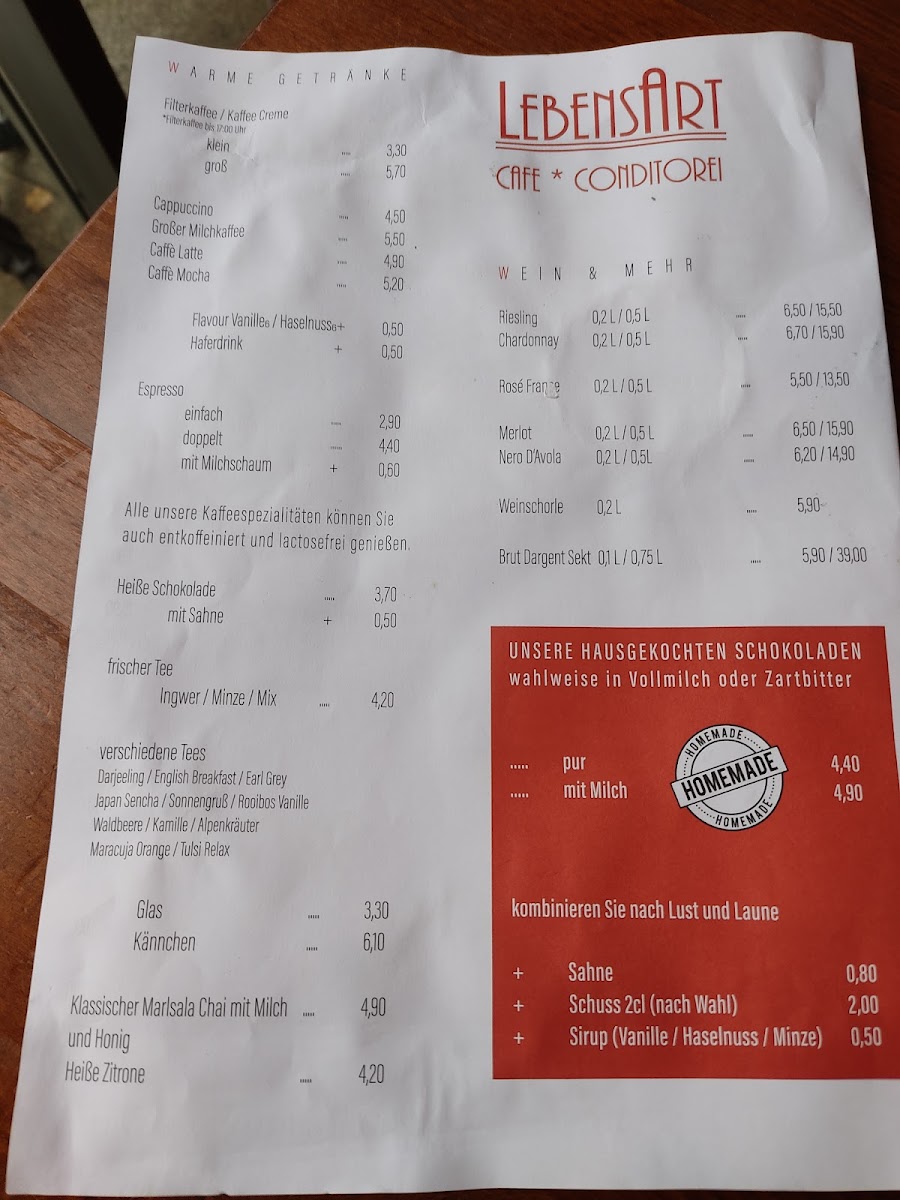 WARME GETRÄNKE
Filterkaffee / Kaffee Creme
*Filterkaffee bis 17:00 Uhr
klein ..... 3,30
groß ..... 5,70
Cappuccino ..... 4,50
Großer Milchkaffee ..... 5,50
Caffè Latte ..... 4,90
Caffè Mocha ..... 5,20
Flavour Vanille₆ / Haselnuss₆ + 0,50
Haferdrink + 0,50
Espresso
einfach ..... 2,90
doppelt ..... 4,40
mit Milchschaum + 0,60
Alle unsere Kaffeespezialitäten können Sie
auch entkoffeiniert und lactosefrei genießen.
Heiße Schokolade ..... 3,70
mit Sahne + 0,50
frischer Tee
Ingwer / Minze / Mix ..... 4,20
verschiedene Tees
Darjeeling / English Breakfast / Earl Grey
Japan Sencha / Sonnengruß / Rooibos Vanille
Waldbeere / Kamille / Alpenkräuter
Maracuja Orange / Tulsi Relax
Glas ..... 3,30
Kännchen ..... 6,10
Klassischer Marlsala Chai mit Milch ..... 4,90
und Honig
Heiße Zitrone ..... 4,20
LEBENSART
CAFE * CONDITOREI
WEIN & MEHR
Riesling 0,2 L / 0,5 L ..... 6,50 / 15,50
Chardonnay 0,2 L / 0,5 L ..... 6,70 / 15,90
Rosé France 0,2 L / 0,5 L ..... 5,50 / 13,50
Merlot 0,2 L / 0,5 L ..... 6,50 / 15,90
Nero D'Avola 0,2 L / 0,5L ..... 6,20 / 14,90
Weinschorle 0,2 L ..... 5,90
Brut Dargent Sekt 0,1 L / 0,75 L ..... 5,90 / 39,00
UNSERE HAUSGEKOCHTEN SCHOKOLADEN
wahlweise in Vollmilch oder Zartbitter
HOMEMADE
HOMEMADE
HOMEMADE
..... pur 4,40
..... mit Milch 4,90
kombinieren Sie nach Lust und Laune
+ Sahne 0,80
+ Schuss 2cl (nach Wahl) 2,00
+ Sirup (Vanille / Haselnuss / Minze) 0,50